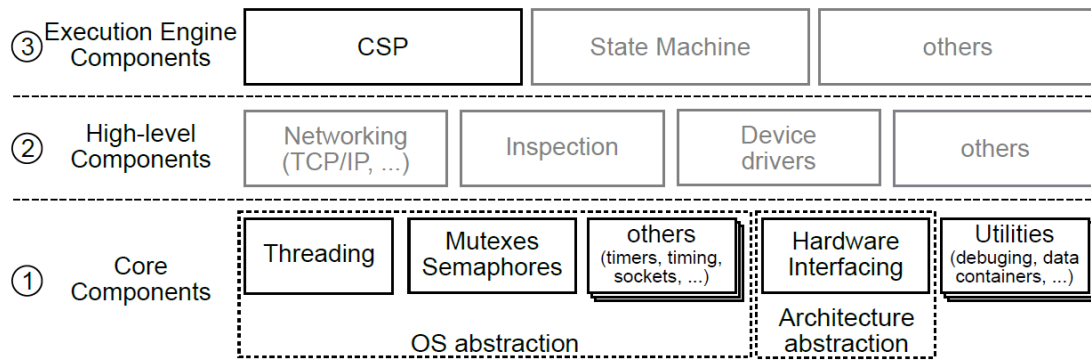 ③
Execution Engine
Components
CSP
State Machine
others
②
High-level
Components
Networking
(TCP/IP, ...)
Inspection
Device
drivers
others
①
Core
Components
Threading
Mutexes
Semaphores
others
(timers, timing,
sockets, ...)
Hardware
Interfacing
Utilities
(debuging, data
containers, ...)
OS abstraction
Architecture
abstraction